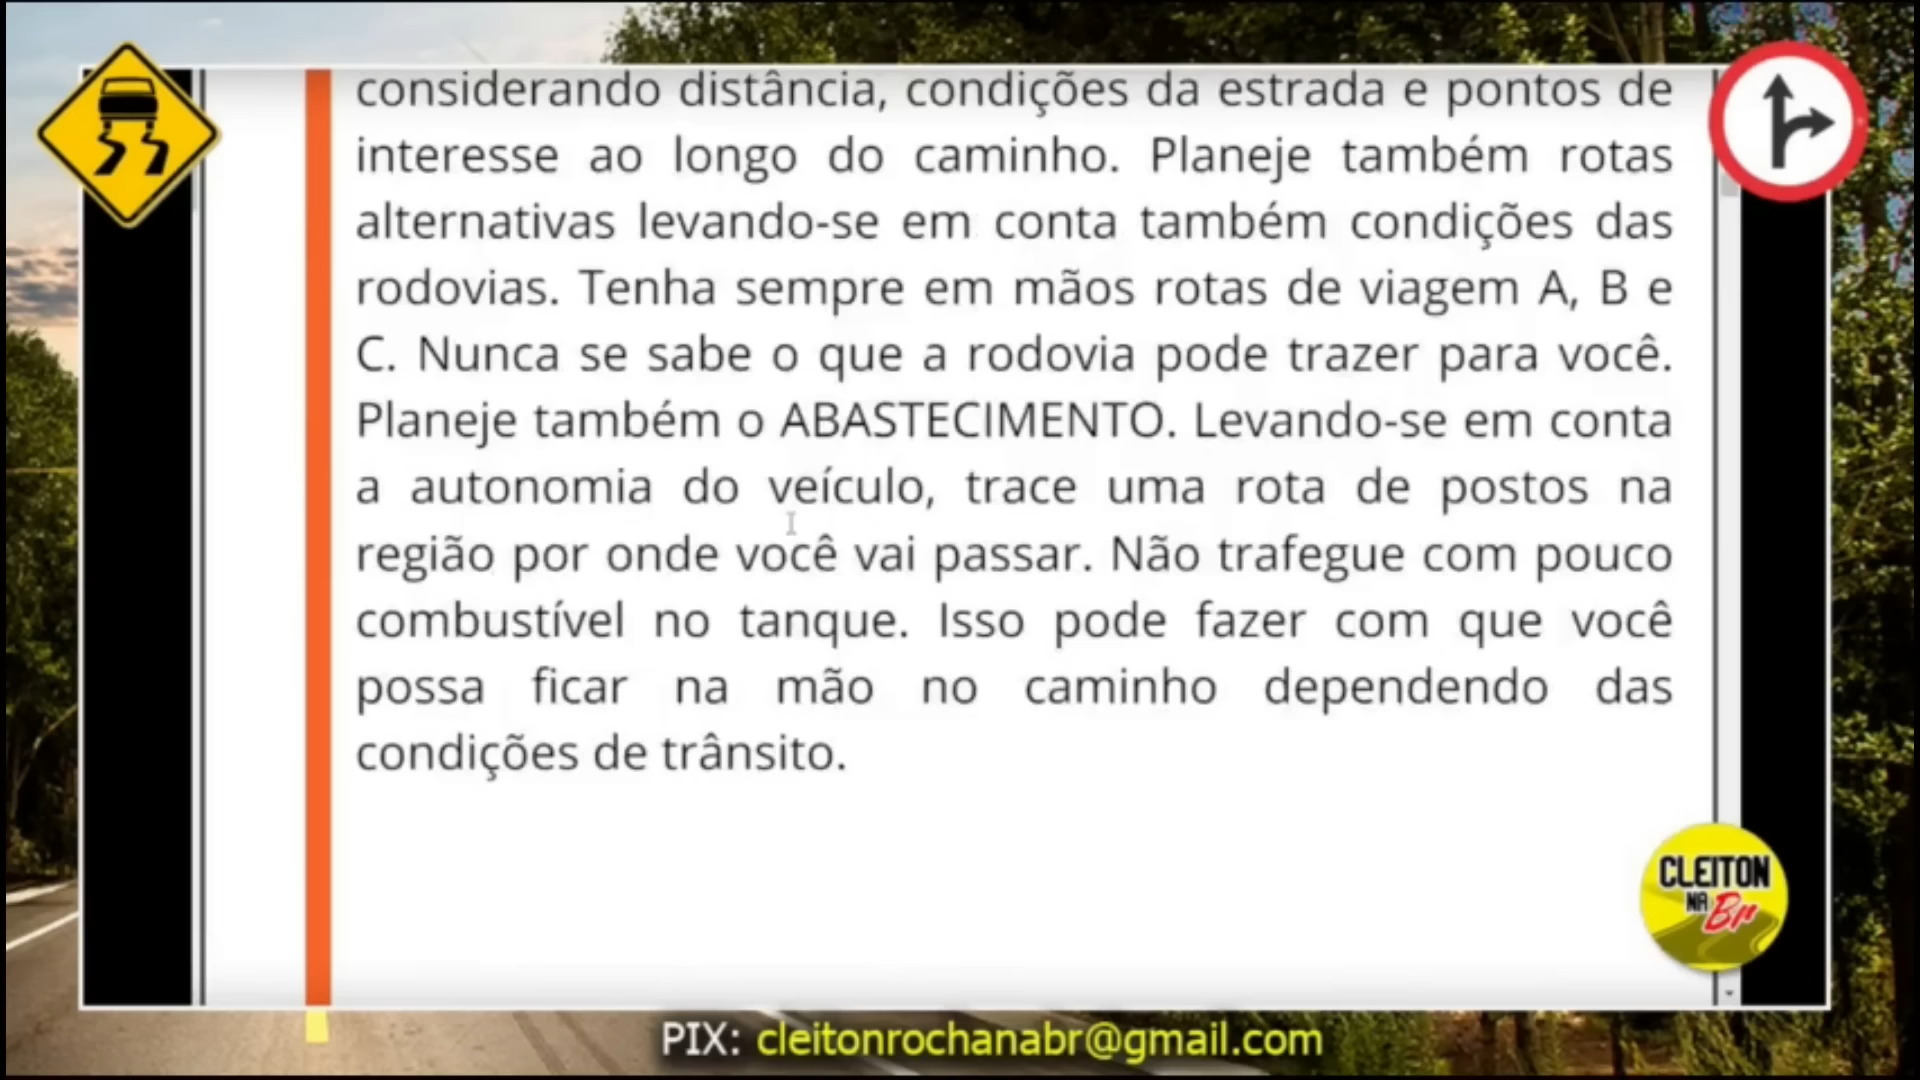 considerando distância, condições da estrada e pontos de
interesse ao longo do caminho. Planeje também rotas
alternativas levando-se em conta também condições das
rodovias. Tenha sempre em mãos rotas de viagem A, B e
C. Nunca se sabe o que a rodovia pode trazer para você.
Planeje também o ABASTECIMENTO. Levando-se em conta
a autonomia do veículo, trace uma rota de postos na
região por onde você vai passar. Não trafegue com pouco
combustível no tanque. Isso pode fazer com que você
possa ficar na mão no caminho dependendo das
condições de trânsito.
CLEITON
NA Br
PIX: cleitonrochanabr@gmail.com